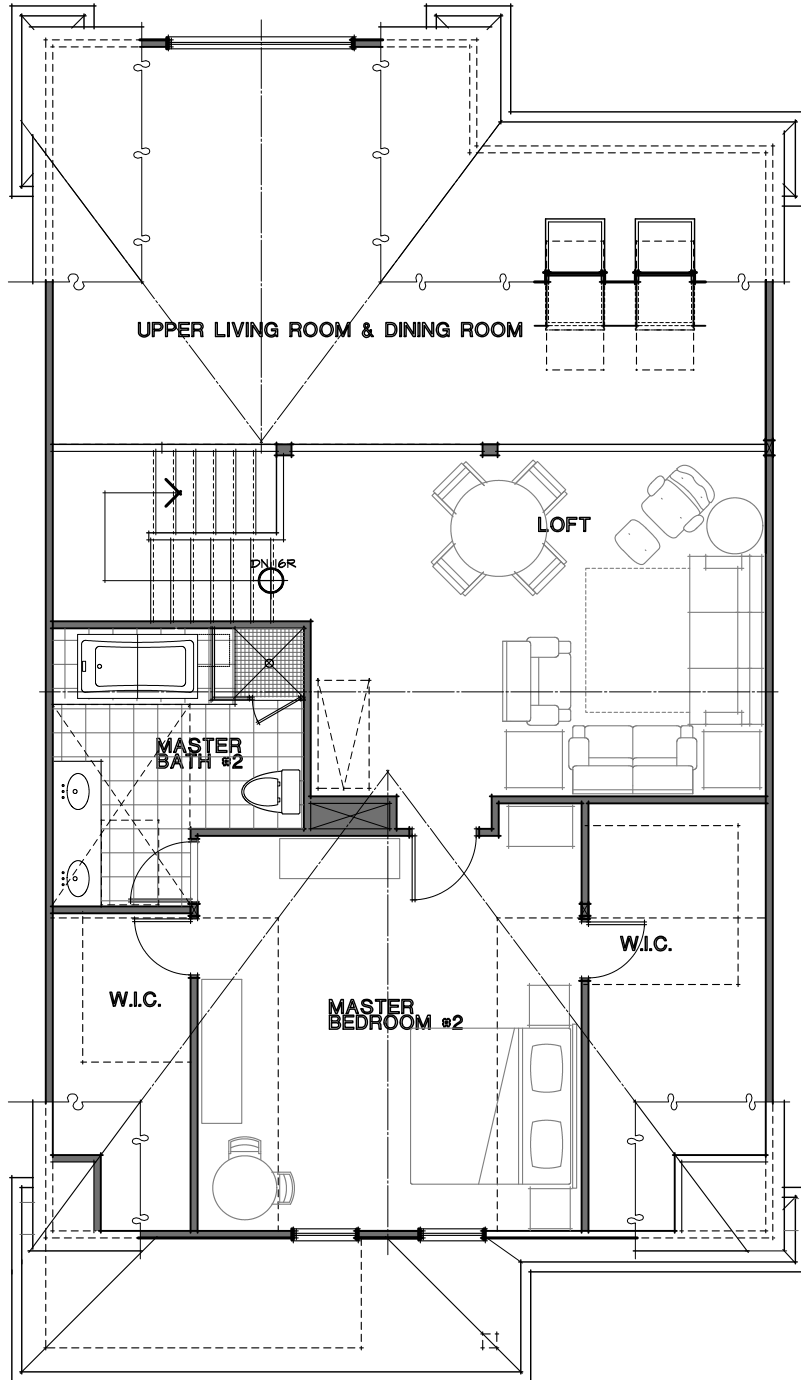 UPPER LIVING ROOM & DINING ROOM
LOFT
DN 16R
MASTER
BATH #2
W.I.C.
W.I.C.
MASTER
BEDROOM #2